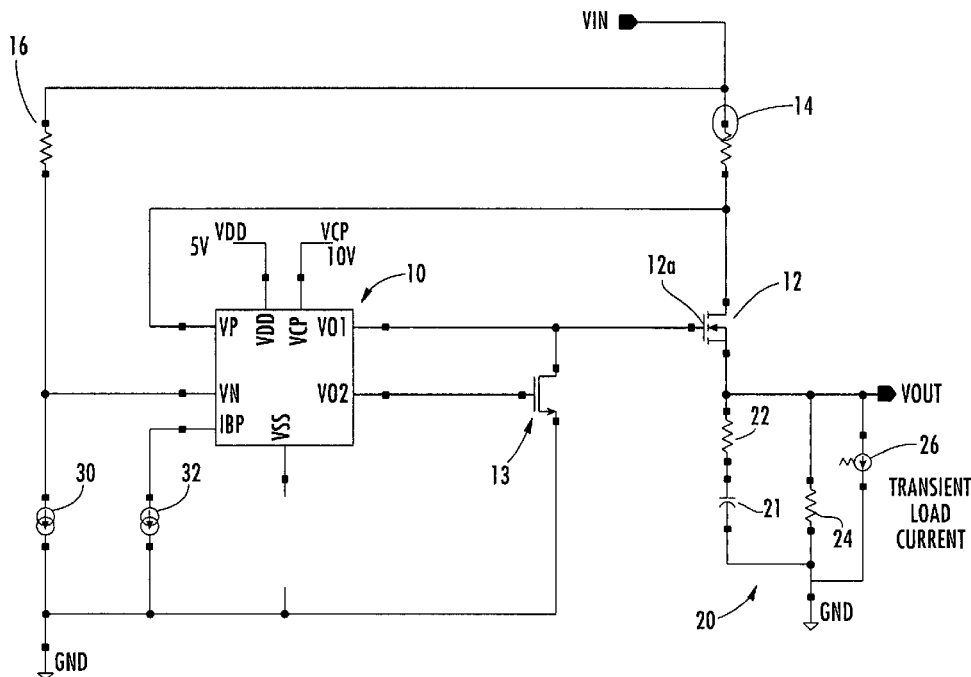 VIN
16
14
VDD
5V
VCP
10V
10
12a
12
VP
VDD
VCP
VO1
VN
VO2
IBP
VSS
VOUT
22
26
13
30
32
21
24
TRANSIENT
LOAD
CURRENT
20
GND
GND